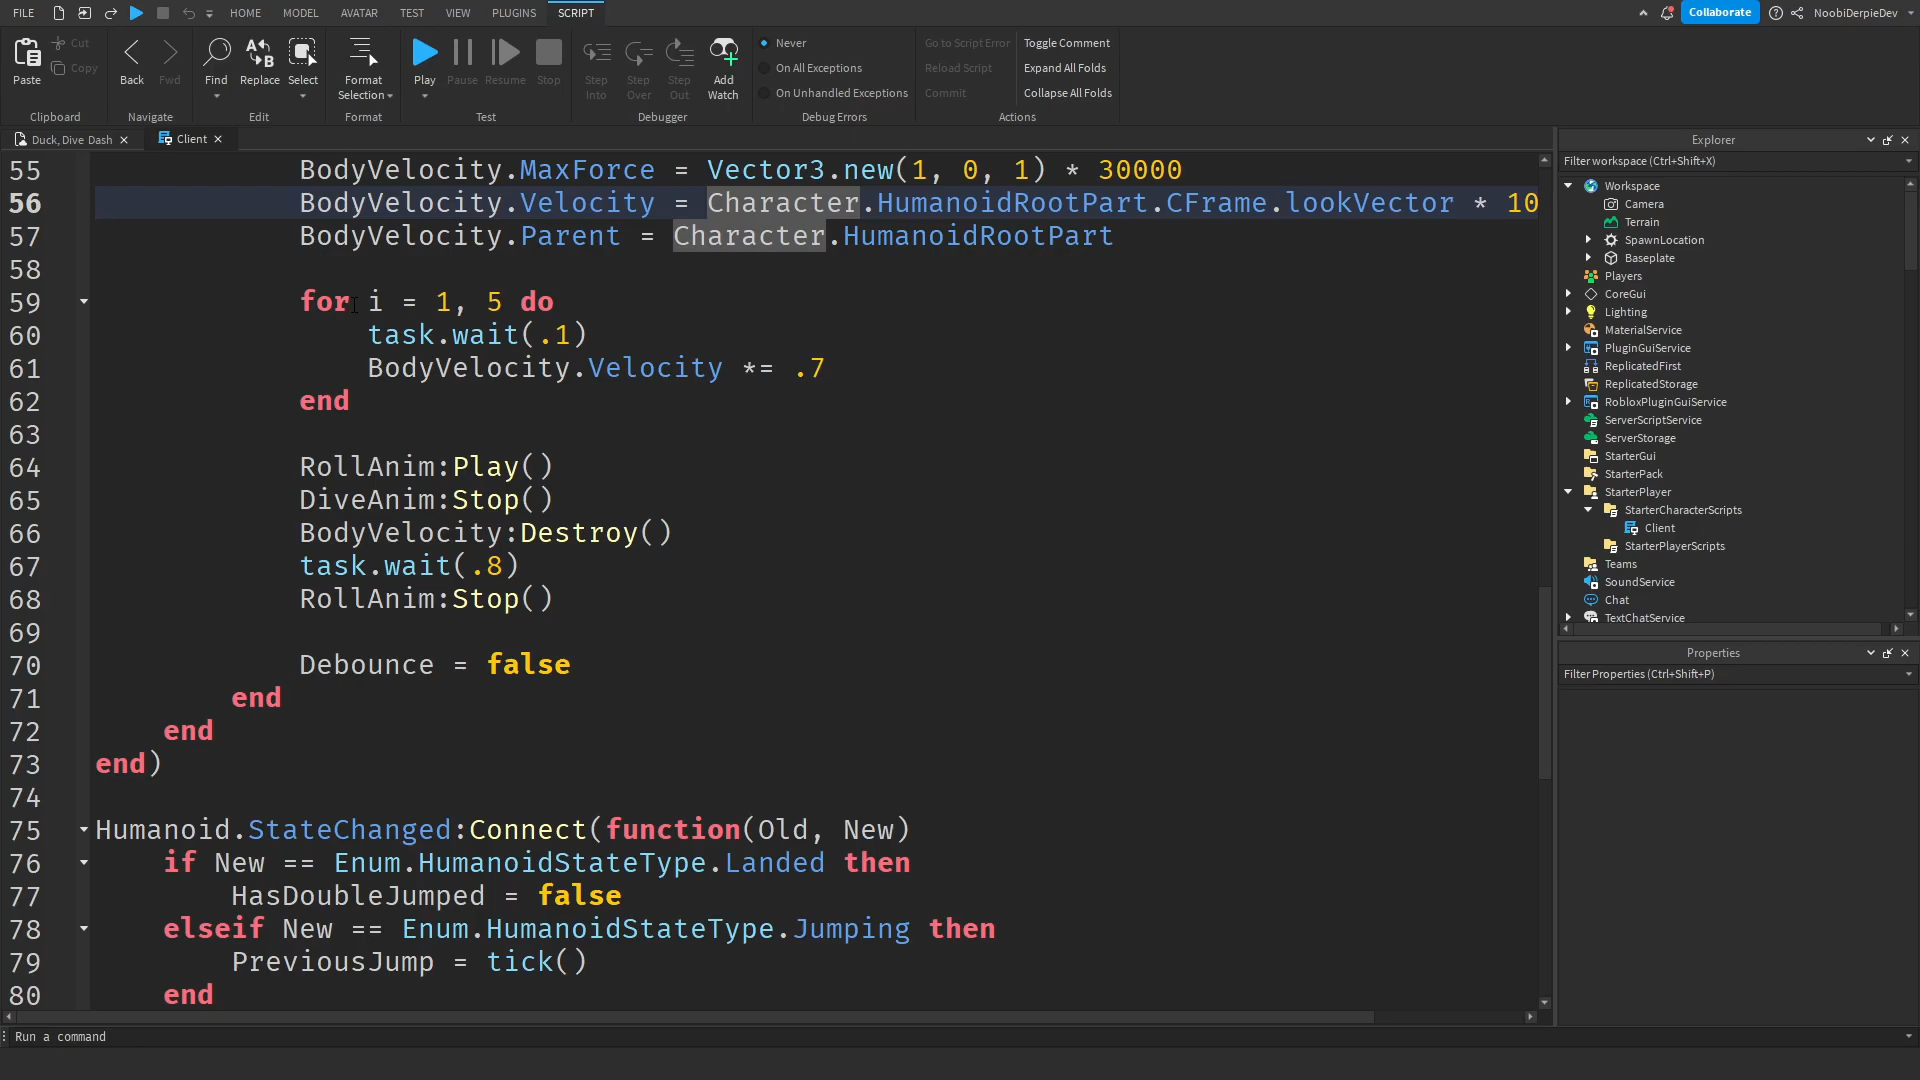 FILE HOME MODEL AVATAR TEST VIEW PLUGINS SCRIPT Collaborate NoobiDerpieDev
Paste Cut Copy
Back Fwd
Find Replace Select
Format Selection
Play Pause Resume Stop
Step Into Step Over Step Out Add Watch
Never
On All Exceptions
On Unhandled Exceptions
Go to Script Error
Reload Script
Commit
Toggle Comment
Expand All Folds
Collapse All Folds
Clipboard Navigate Edit Format Test Debugger Debug Errors Actions
Duck, Dive Dash Client
55 BodyVelocity.MaxForce = Vector3.new(1, 0, 1) * 30000
56 BodyVelocity.Velocity = Character.HumanoidRootPart.CFrame.lookVector * 10
57 BodyVelocity.Parent = Character.HumanoidRootPart
58
59 for i = 1, 5 do
60 task.wait(.1)
61 BodyVelocity.Velocity *= .7
62 end
63
64 RollAnim:Play()
65 DiveAnim:Stop()
66 BodyVelocity:Destroy()
67 task.wait(.8)
68 RollAnim:Stop()
69
70 Debounce = false
71 end
72 end
73 end)
74
75 Humanoid.StateChanged:Connect(function(Old, New)
76 if New == Enum.HumanoidStateType.Landed then
77 HasDoubleJumped = false
78 elseif New == Enum.HumanoidStateType.Jumping then
79 PreviousJump = tick()
80 end
Explorer
Filter workspace (Ctrl+Shift+X)
Workspace
Camera
Terrain
SpawnLocation
Baseplate
Players
CoreGui
Lighting
MaterialService
PluginGuiService
ReplicatedFirst
ReplicatedStorage
RobloxPluginGuiService
ServerScriptService
ServerStorage
StarterGui
StarterPack
StarterPlayer
StarterCharacterScripts
Client
StarterPlayerScripts
Teams
SoundService
Chat
TextChatService
Properties
Filter Properties (Ctrl+Shift+P)
Run a command